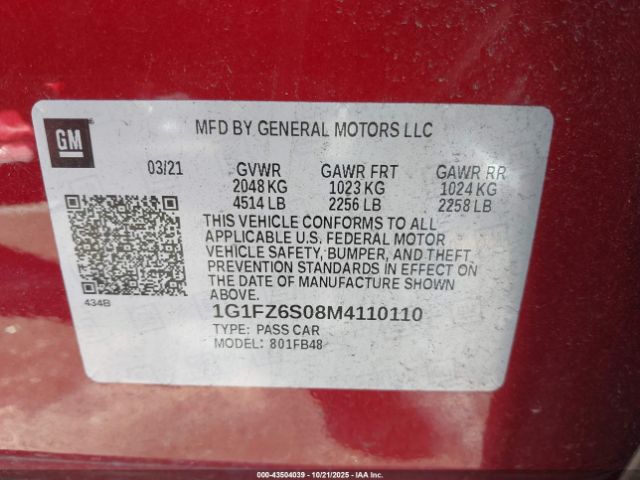 GM
MFD BY GENERAL MOTORS LLC
03/21 GVWR GAWR FRT GAWR RR
2048 KG 1023 KG 1024 KG
4514 LB 2256 LB 2258 LB
THIS VEHICLE CONFORMS TO ALL
APPLICABLE U.S. FEDERAL MOTOR
VEHICLE SAFETY, BUMPER, AND THEFT
PREVENTION STANDARDS IN EFFECT ON
THE DATE OF MANUFACTURE SHOWN
ABOVE.
434B
1G1FZ6S08M4110110
TYPE: PASS CAR
MODEL: 801FB48
000-43504039 - 10/21/2025 - IAA Inc.